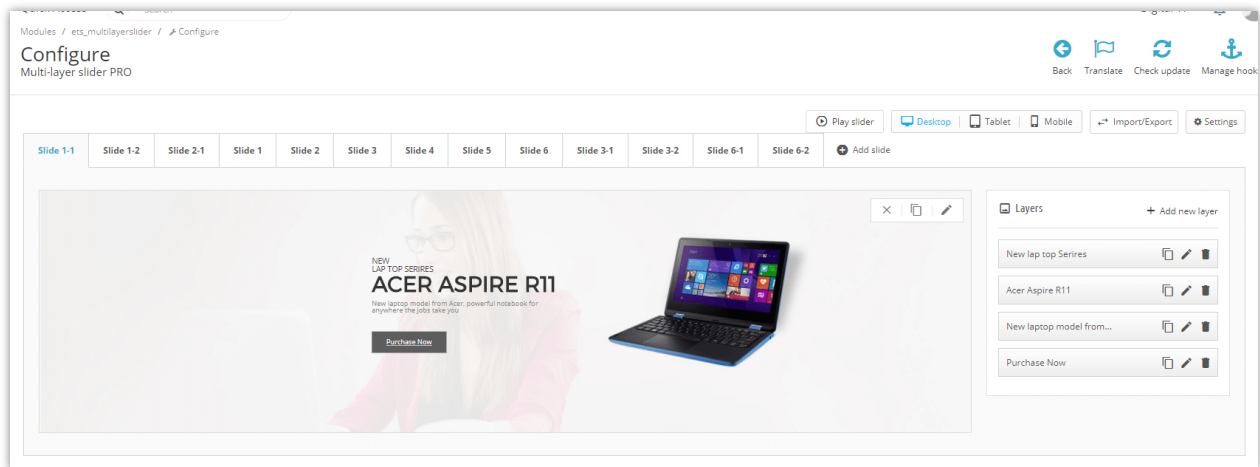 Modules / ets_multilayerslider / Configure
Configure
Multi-layer slider PRO
Back Translate Check update Manage hook
Play slider Desktop Tablet Mobile Import/Export Settings
Slide 1-1 Slide 1-2 Slide 2-1 Slide 1 Slide 2 Slide 3 Slide 4 Slide 5 Slide 6 Slide 3-1 Slide 3-2 Slide 6-1 Slide 6-2 Add slide
NEW
LAP TOP SERIRES
ACER ASPIRE R11
New laptop model from Acer, powerful notebook for
anywhere the jobs take you
Purchase Now
Layers + Add new layer
New lap top Serires
Acer Aspire R11
New laptop model from...
Purchase Now